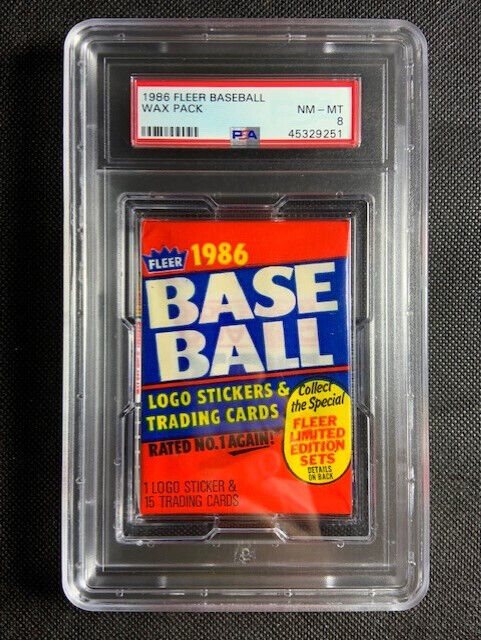 1986 FLEER BASEBALL
WAX PACK
NM – MT
8
PSA
45329251
FLEER
1986
BASE
BALL
LOGO STICKERS &
TRADING CARDS
RATED NO. 1 AGAIN!
Collect
the Special
FLEER
LIMITED
EDITION
SETS
DETAILS
ON BACK
1 LOGO STICKER &
15 TRADING CARDS